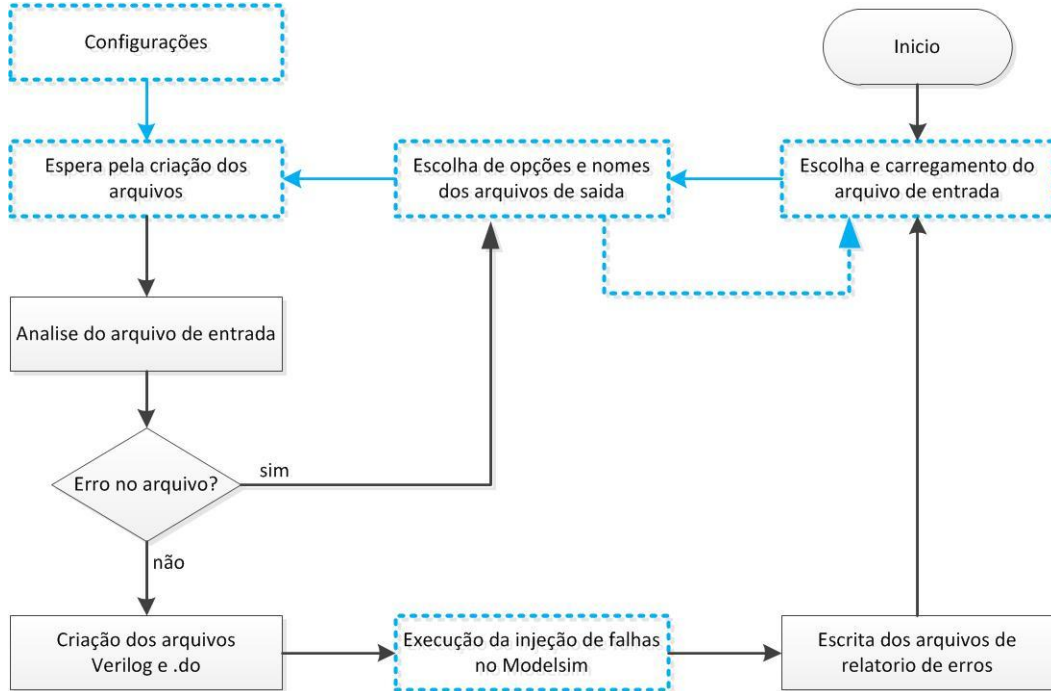 Configurações
Inicio
Espera pela criação dos
arquivos
Escolha de opções e nomes
dos arquivos de saida
Escolha e carregamento do
arquivo de entrada
Analise do arquivo de entrada
Erro no arquivo?
sim
não
Criação dos arquivos
Verilog e .do
Execução da injeção de falhas
no Modelsim
Escrita dos arquivos de
relatorio de erros